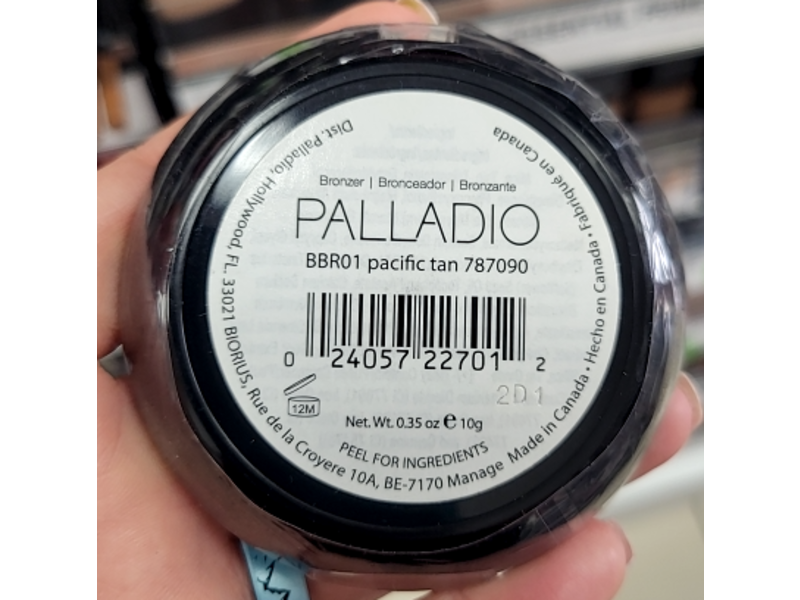 Bronzer | Bronceador | Bronzante
PALLADIO
BBR01 pacific tan 787090
0 24057 22701 2
2D1
12M
Net. Wt. 0.35 oz ℮ 10g
PEEL FOR INGREDIENTS
Dist. Palladio, Hollywood, FL. 33021 BIORIUS, Rue de la Croyere 10A, BE-7170 Manage Made in Canada • Hecho en Canada • Fabriqué en Canada